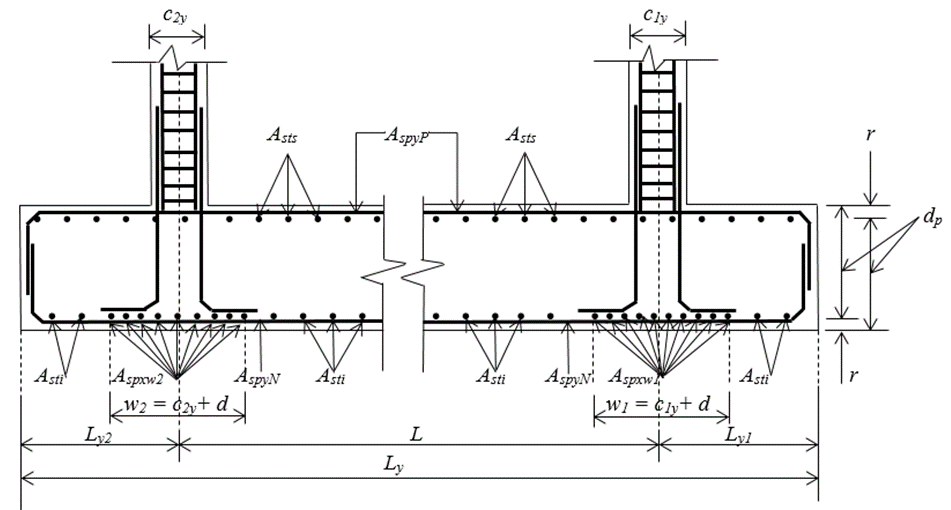 c2y c1y
Asts AspyP Asts r
dp
Asti Aspxw2 AspyN Asti Asti AspyN Aspxw1 Asti r
w2 = c2y+ d w1 = c1y+ d
Ly2 L Ly1
Ly